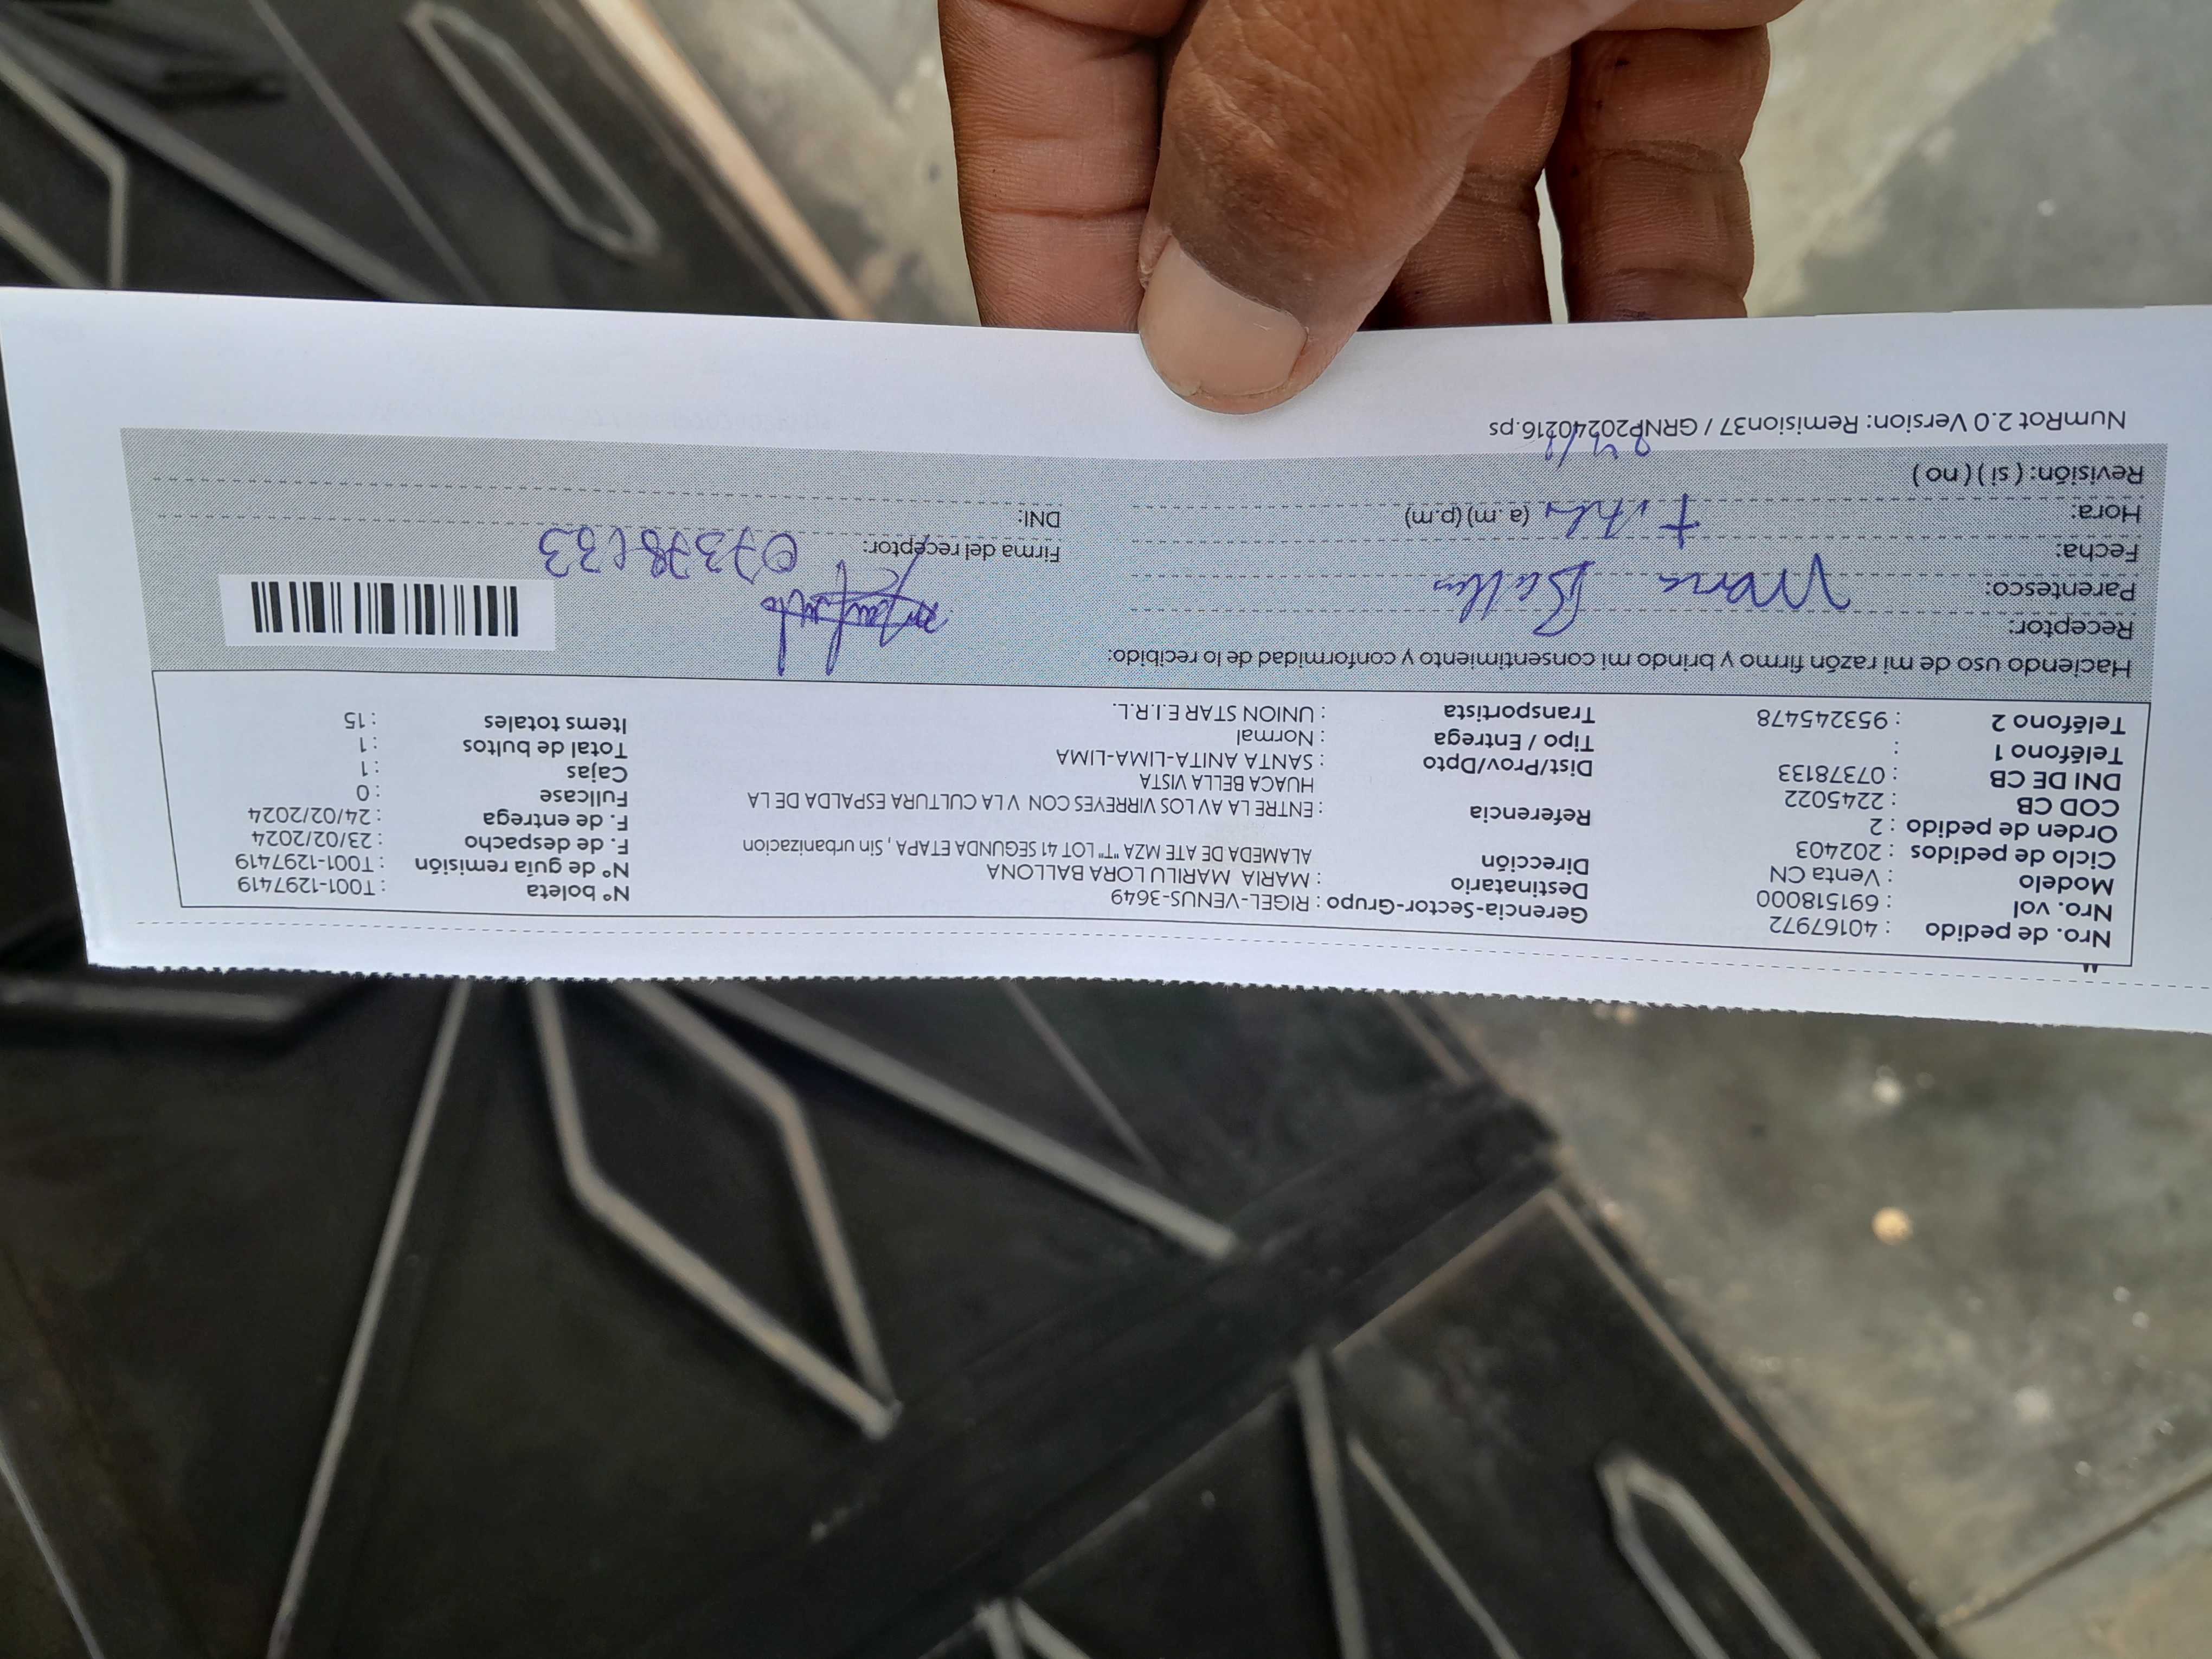 Nro. de pedido : 40167972 Gerencia-Sector-Grupo : RIGEL-VENUS-3649 N° boleta : T001-1297419
Nro. vol : 691518000 Destinatario : MARIA MARILU LORA BALLONA N° de guía remisión : T001-1297419
Modelo : Venta CN Dirección ALAMEDA DE ATE MZA "T" LOT 41 SEGUNDA ETAPA , Sin urbanizacion F. de despacho : 23/02/2024
Ciclo de pedidos : 202403 F. de entrega : 24/02/2024
Orden de pedido : 2 Referencia : ENTRE LA AV LOS VIRREYES CON V LA CULTURA ESPALDA DE LA Fullcase : 0
COD CB : 2245022 HUACA BELLA VISTA Cajas : 1
DNI DE CB : 07378133 Dist/Prov/Dpto : SANTA ANITA-LIMA-LIMA Total de bultos : 1
Teléfono 1 : Tipo / Entrega : Normal Items totales : 15
Teléfono 2 : 953245478 Transportista : UNION STAR E.I.R.L.
Haciendo uso de mi razón firmo y brindo mi consentimiento y conformidad de lo recibido:
Receptor:
Parentesco: Maria
Fecha: Firma del receptor: 07378133
Hora: (a.m) (p.m) DNI:
Revisión: ( si ) ( no )
NumRot 2.0 Version: Remision37 / GRNP20240216.ps